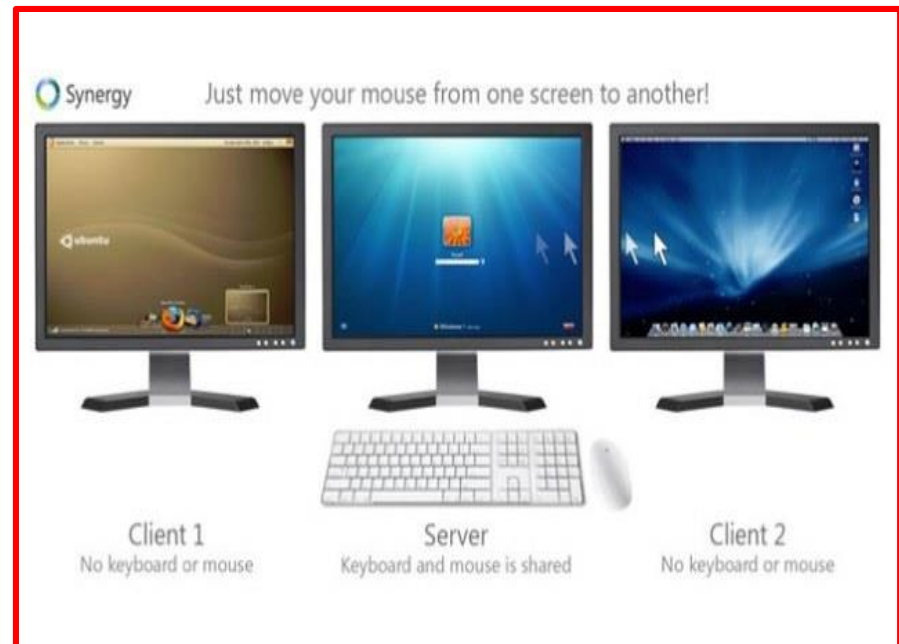 Synergy
Just move your mouse from one screen to another!
ubuntu
Client 1
No keyboard or mouse
Server
Keyboard and mouse is shared
Client 2
No keyboard or mouse